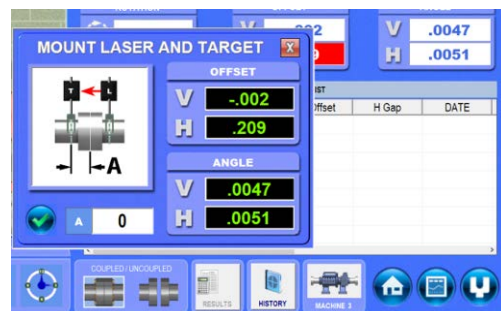 V
.002
V
.0047
H
.0051
MOUNT LASER AND TARGET
X
OFFSET
T
L
V
-.002
H
.209
A
ANGLE
V
.0047
H
.0051
A
0
H Gap
DATE
COUPLED / UNCOUPLED
RESULTS
HISTORY
MACHINE 3